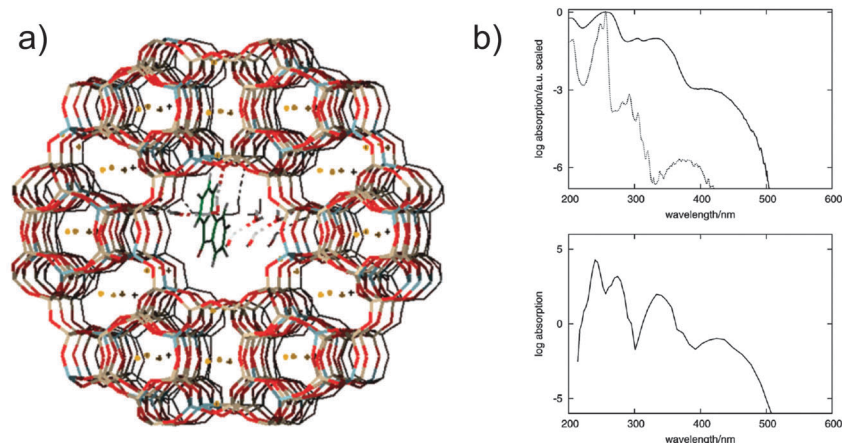 a)
b)
log absorption/a.u. scaled
0
-3
-6
200 300 400 500 600
wavelength/nm
log absorption
5
0
-5
200 300 400 500 600
wavelength/nm